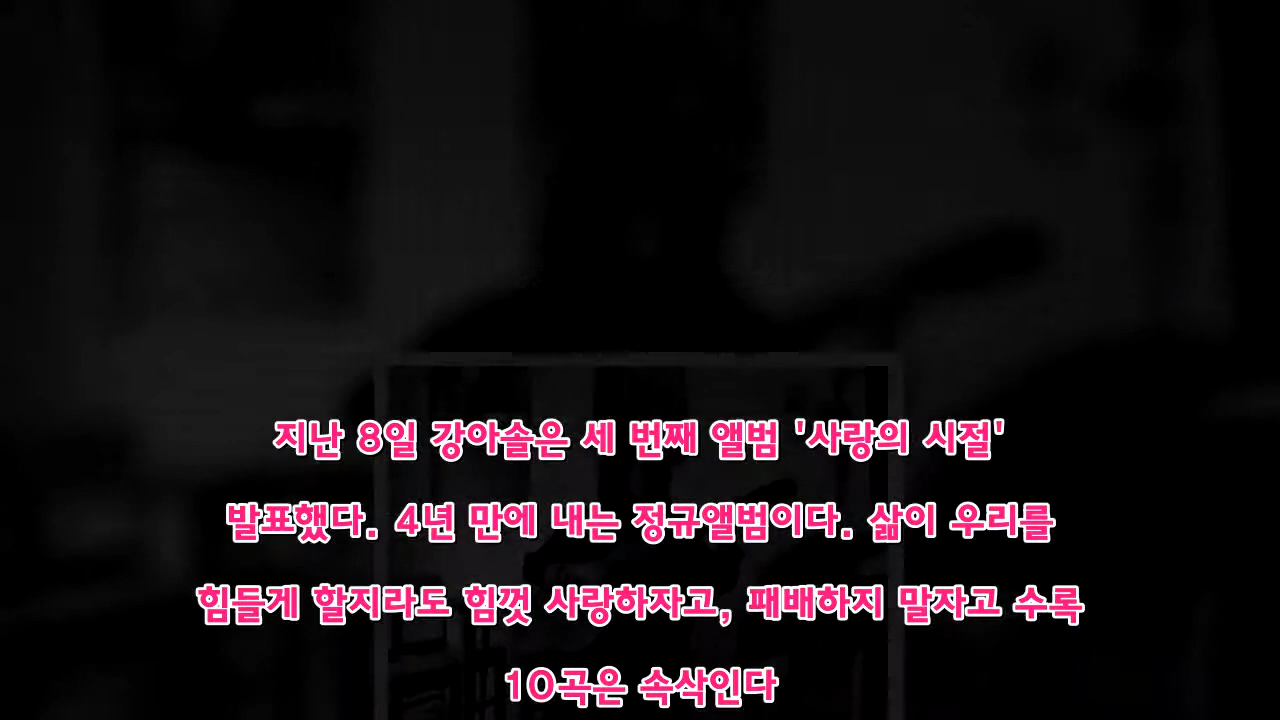 지난 8일 강아솔은 세 번째 앨범 '사랑의 시절'
발표했다. 4년 만에 내는 정규앨범이다. 삶이 우리를
힘들게 할지라도 힘껏 사랑하자고, 패배하지 말자고 수록
10곡은 속삭인다